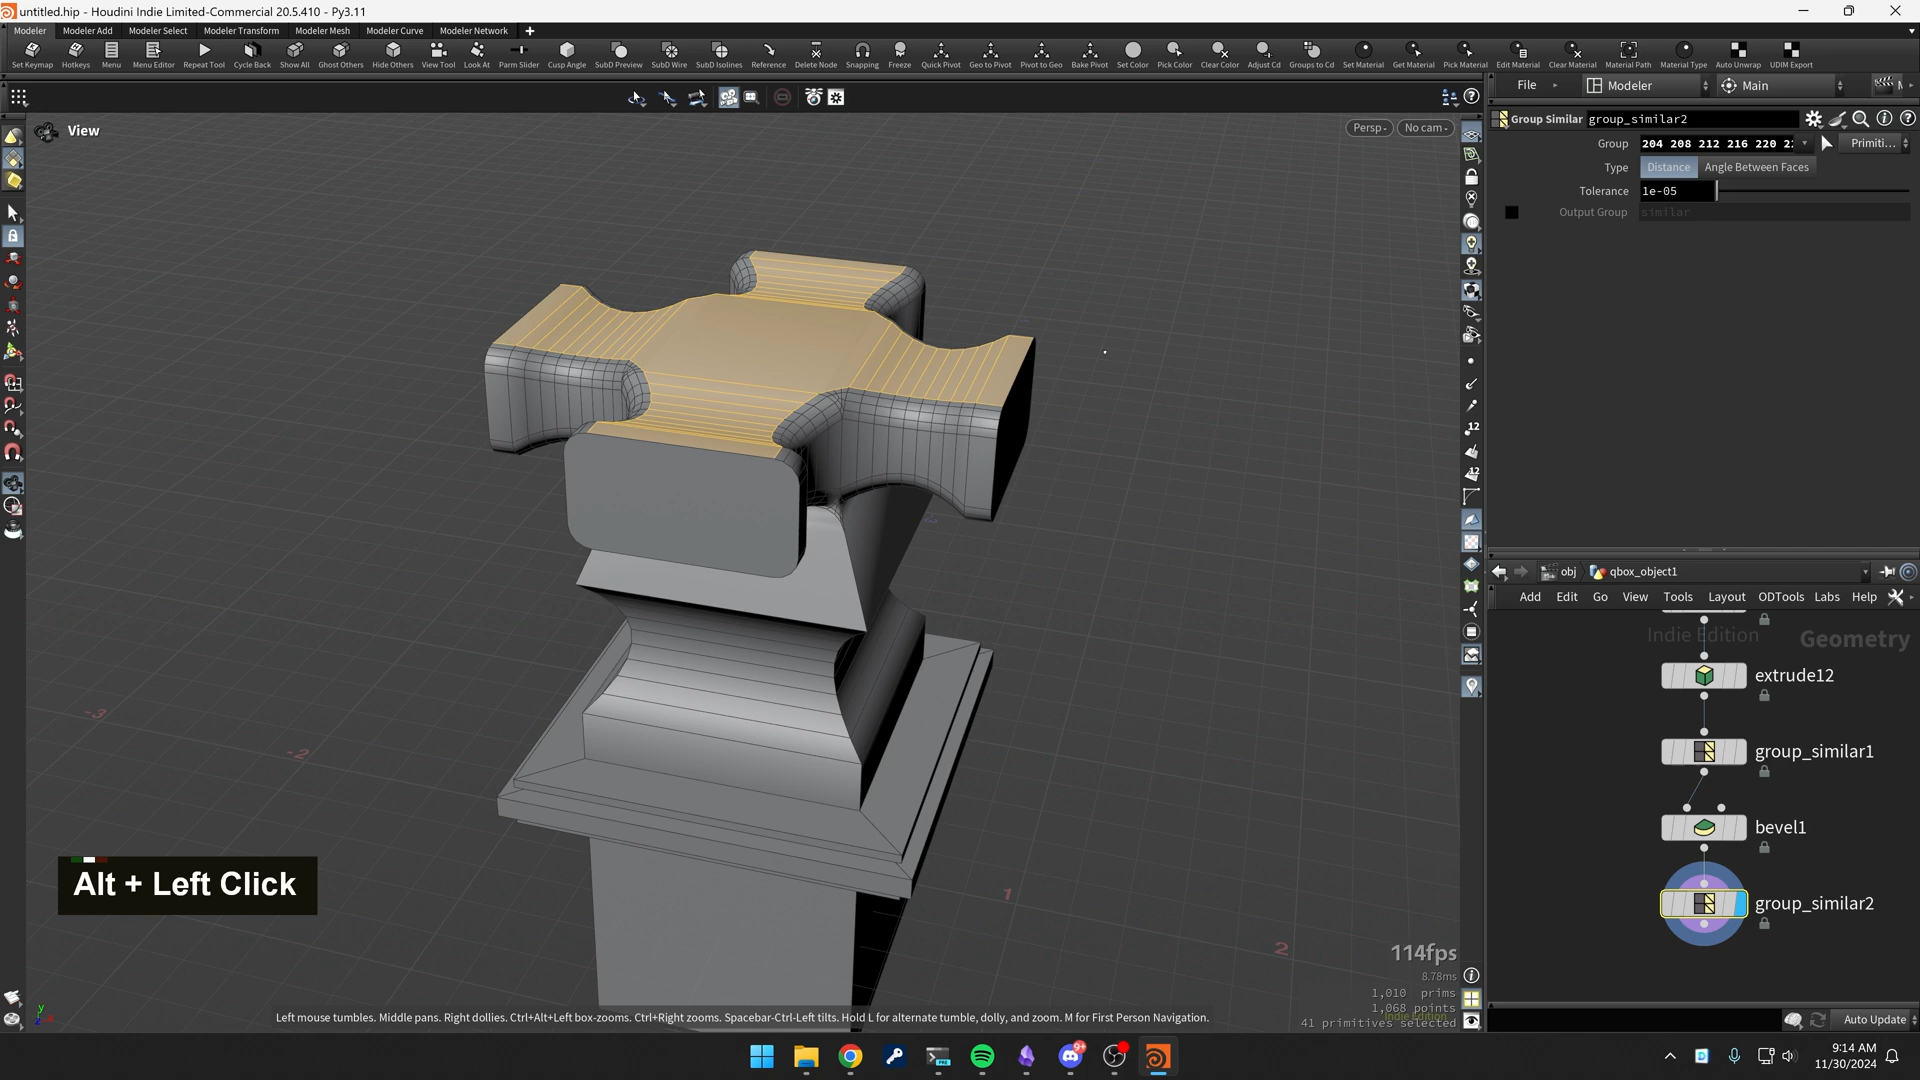 untitled.hip - Houdini Indie Limited-Commercial 20.5.410 - Py3.11
Modeler Modeler Add Modeler Select Modeler Transform Modeler Mesh Modeler Curve Modeler Network
Set Keymap Hotkeys Menu Menu Editor Repeat Tool Cycle Back Show All Ghost Others Hide Others View Tool Look At Parm Slider Cusp Angle SubD Preview SubD Wire SubD Isolines Reference Delete Node Snapping Freeze Quick Pivot Geo to Pivot Pivot to Geo Bake Pivot Set Color Pick Color Clear Color Adjust Cd Groups to Cd Set Material Get Material Pick Material Edit Material Clear Material Material Path Material Type Auto Unwrap UDIM Export
File Modeler Main
View
Persp No cam
Group Similar group_similar2
Group 204 208 212 216 220 Primiti...
Type Distance Angle Between Faces
Tolerance 1e-05
Output Group similar
12
12
-3
-2
1
2
Alt + Left Click
114fps
8.78ms
1,010 prims
1,068 points
41 primitives selected
Indie Edition
Left mouse tumbles. Middle pans. Right dollies. Ctrl+Alt+Left box-zooms. Ctrl+Right zooms. Spacebar-Ctrl-Left tilts. Hold L for alternate tumble, dolly, and zoom. M for First Person Navigation.
obj qbox_object1
Add Edit Go View Tools Layout ODTools Labs Help
Indie Edition Geometry
extrude12
group_similar1
bevel1
group_similar2
Auto Update
9:14 AM
11/30/2024